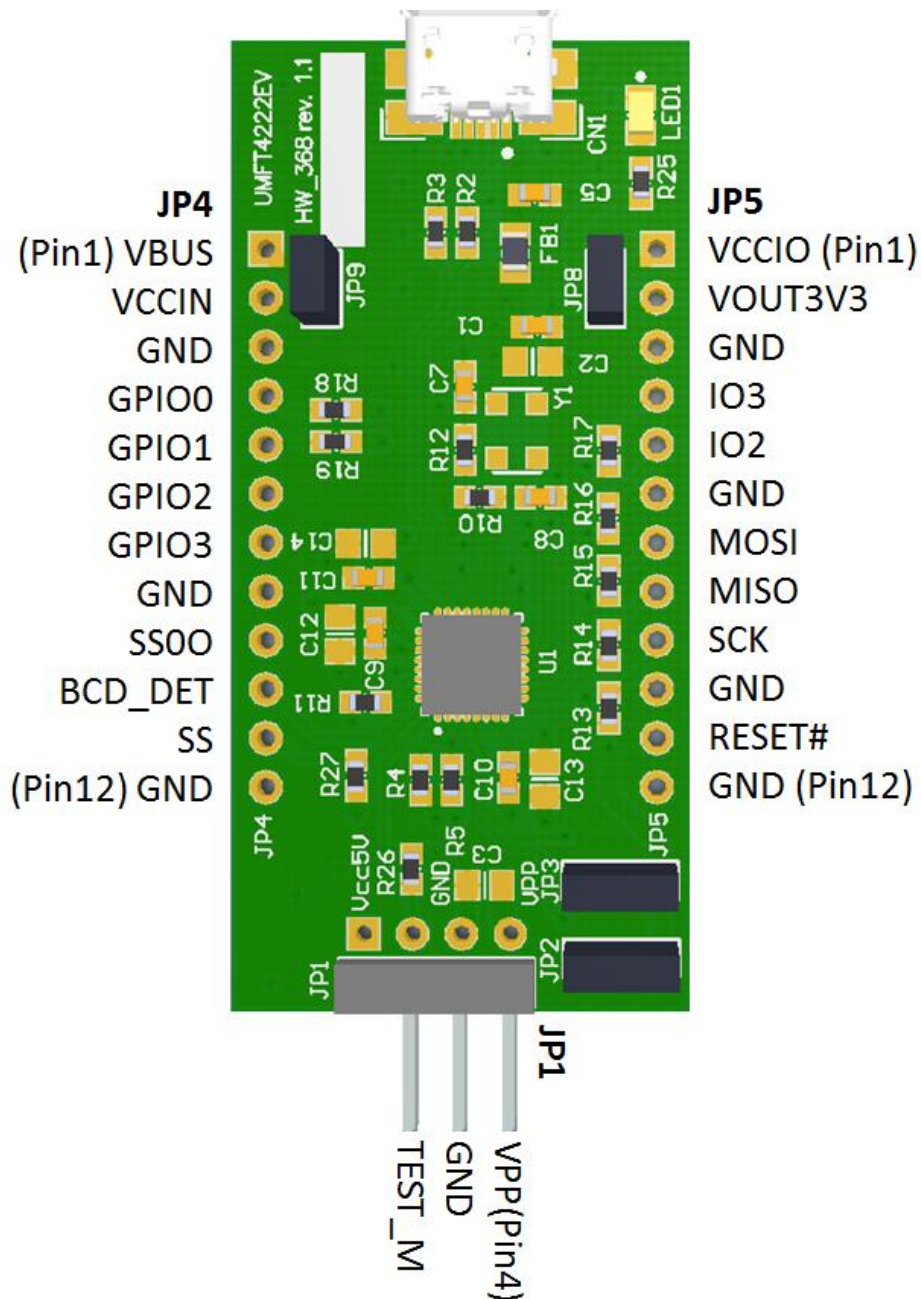 UMFT4222EV
HW_368 rev. 1.1
CN1
LED1
R25
JP4
(Pin1) VBUS
VCCIN
GND
GPIO0
GPIO1
GPIO2
GPIO3
GND
SS0O
BCD_DET
SS
(Pin12) GND
JP5
VCCIO (Pin1)
VOUT3V3
GND
IO3
IO2
GND
MOSI
MISO
SCK
GND
RESET#
GND (Pin12)
R3
R2
C5
FB1
JP9
JP8
C1
C2
C7
Y1
R18
R12
R17
R19
R10
C8
R16
C14
R15
C11
C12
C9
U1
R14
R11
R13
R27
R4
C10
C13
JP4
JP5
Vcc5V
R26
GND
R5
C3
VPP
JP3
JP2
JP1
JP1
TEST_M
GND
VPP(Pin4)